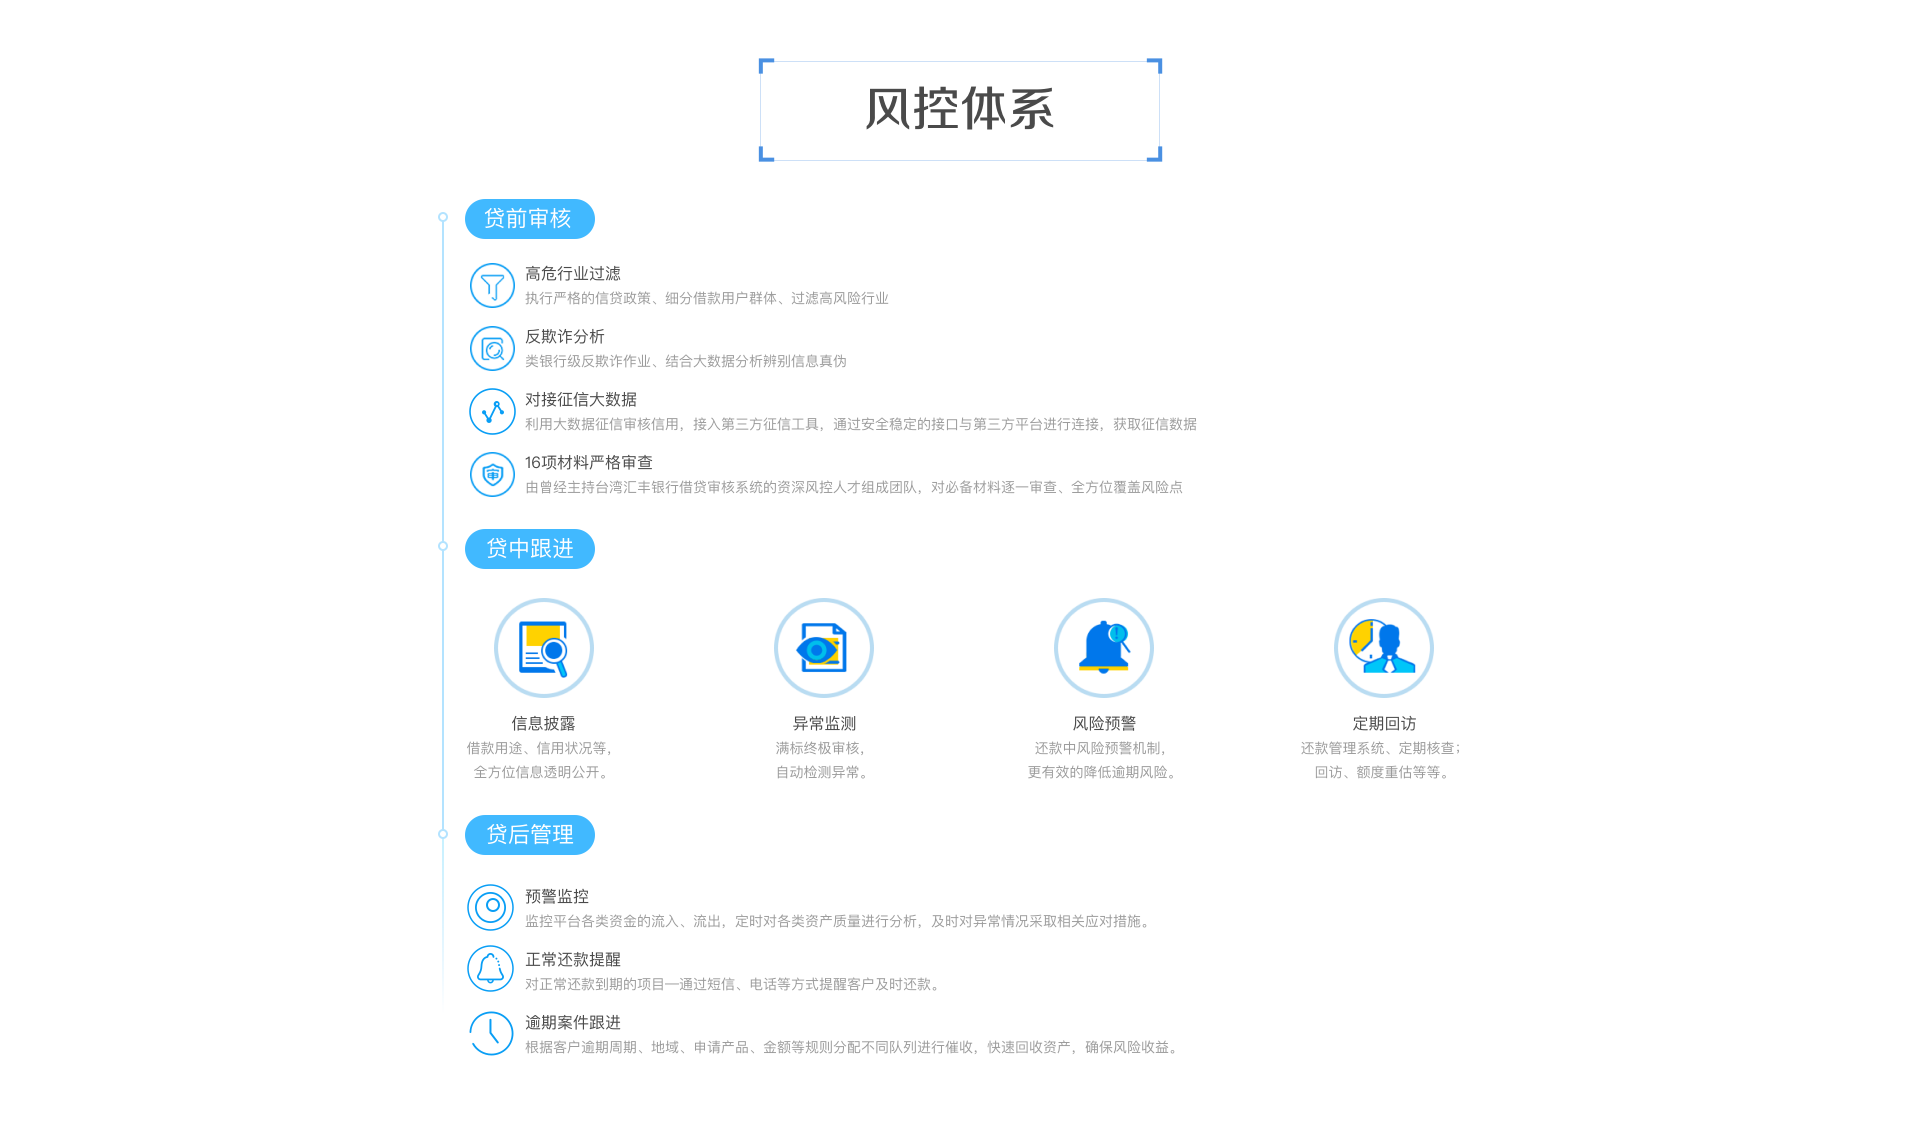 风控体系
贷前审核
高危行业过滤
执行严格的信贷政策、细分借款用户群体、过滤高风险行业
反欺诈分析
类银行级反欺诈作业、结合大数据分析辨别信息真伪
对接征信大数据
利用大数据征信审核信用，接入第三方征信工具，通过安全稳定的接口与第三方平台进行连接，获取征信数据
审
16项材料严格审查
由曾经主持台湾汇丰银行借贷审核系统的资深风控人才组成团队，对必备材料逐一审查、全方位覆盖风险点
贷中跟进
信息披露
借款用途、信用状况等，
全方位信息透明公开。
异常监测
满标终极审核，
自动检测异常。
风险预警
还款中风险预警机制，
更有效的降低逾期风险。
定期回访
还款管理系统、定期核查；
回访、额度重估等等。
贷后管理
预警监控
监控平台各类资金的流入、流出，定时对各类资产质量进行分析，及时对异常情况采取相关应对措施。
正常还款提醒
对正常还款到期的项目一通过短信、电话等方式提醒客户及时还款。
逾期案件跟进
根据客户逾期周期、地域、申请产品、金额等规则分配不同队列进行催收，快速回收资产，确保风险收益。